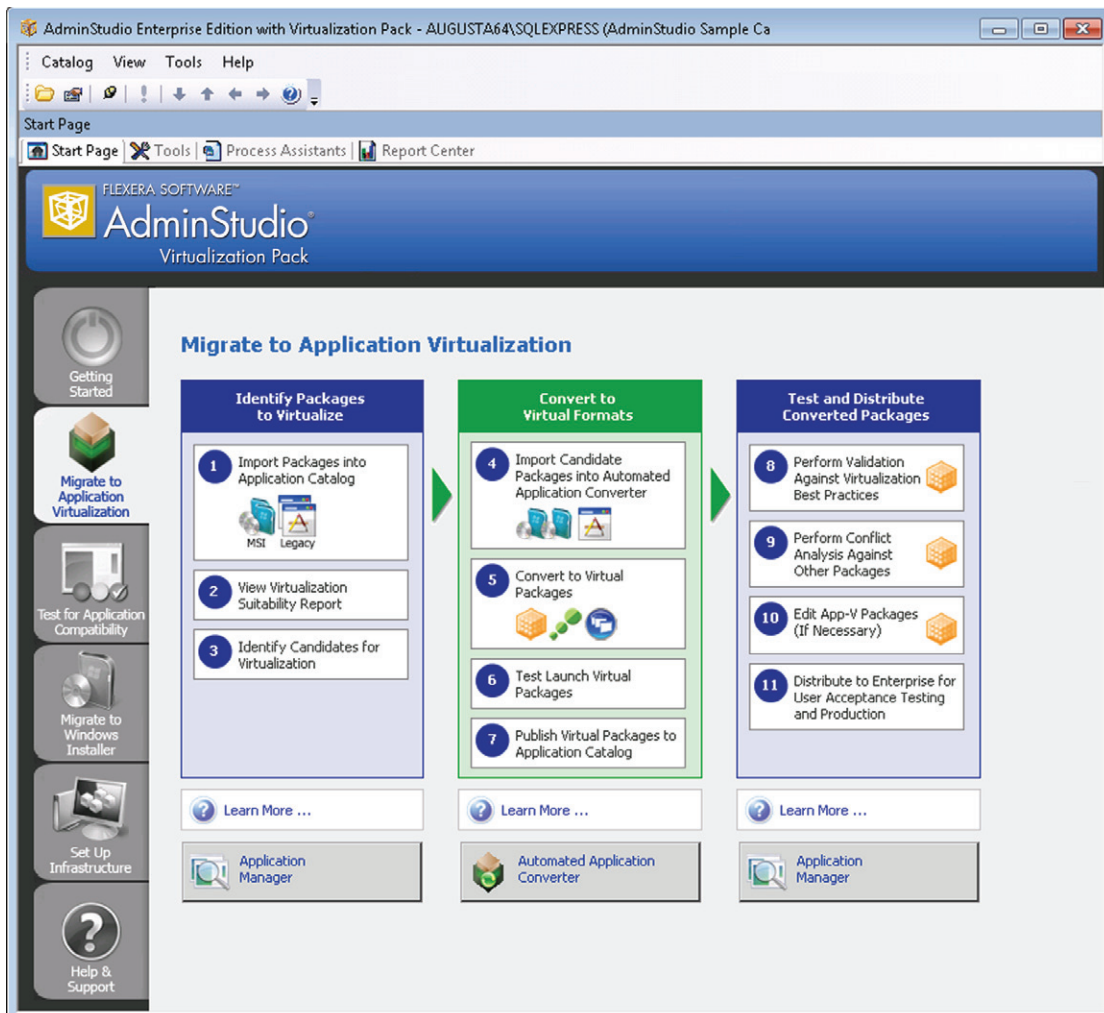 AdminStudio Enterprise Edition with Virtualization Pack - AUGUSTA64\SQLEXPRESS (AdminStudio Sample Ca
Catalog View Tools Help
Start Page
Start Page Tools Process Assistants Report Center
FLEXERA SOFTWARE™
AdminStudio®
Virtualization Pack
Getting
Started
Migrate to
Application
Virtualization
Test for Application
Compatibility
Migrate to
Windows
Installer
Set Up
Infrastructure
Help &
Support
Migrate to Application Virtualization
Identify Packages
to Virtualize
1 Import Packages into
Application Catalog
MSI Legacy
2 View Virtualization
Suitability Report
3 Identify Candidates for
Virtualization
Learn More ...
Application
Manager
Convert to
Virtual Formats
4 Import Candidate
Packages into Automated
Application Converter
5 Convert to Virtual
Packages
6 Test Launch Virtual
Packages
7 Publish Virtual Packages to
Application Catalog
Learn More ...
Automated Application
Converter
Test and Distribute
Converted Packages
8 Perform Validation
Against Virtualization
Best Practices
9 Perform Conflict
Analysis Against
Other Packages
10 Edit App-V Packages
(If Necessary)
11 Distribute to Enterprise for
User Acceptance Testing
and Production
Learn More ...
Application
Manager